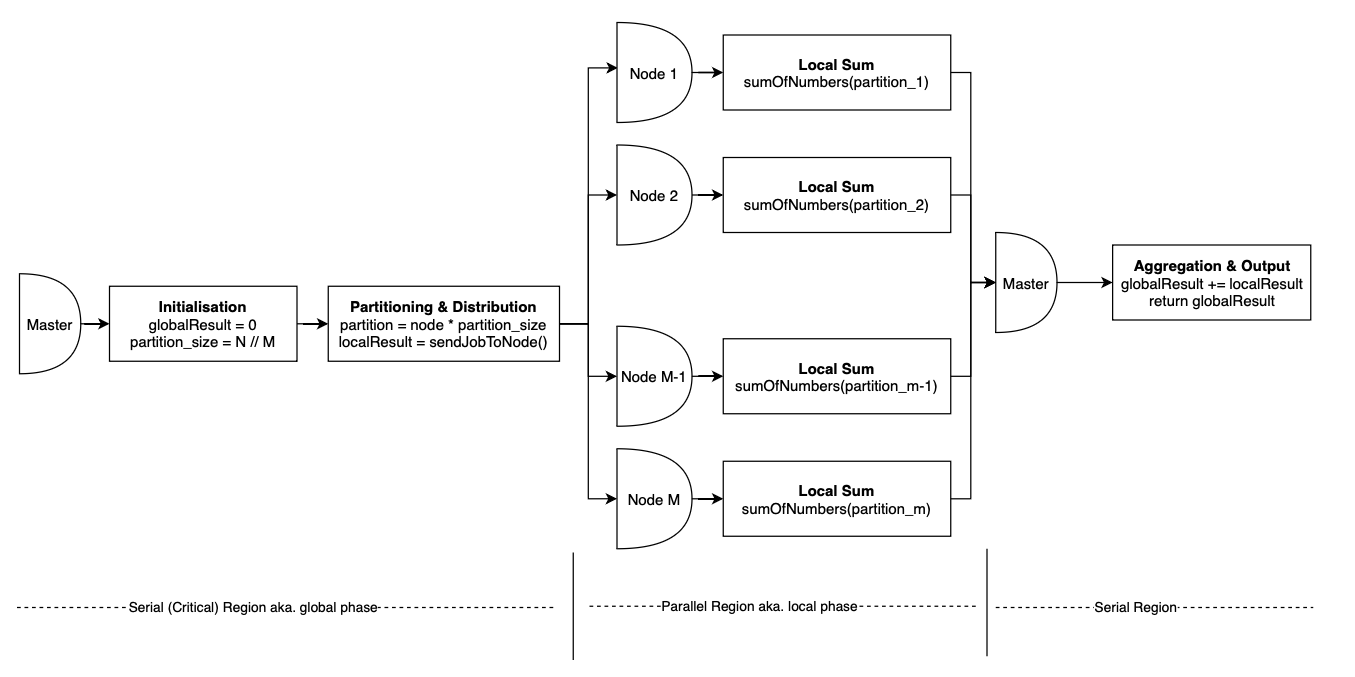 Master
Initialisation
globalResult = 0
partition_size = N // M
Partitioning & Distribution
partition = node * partition_size
localResult = sendJobToNode()
Node 1
Local Sum
sumOfNumbers(partition_1)
Node 2
Local Sum
sumOfNumbers(partition_2)
Node M-1
Local Sum
sumOfNumbers(partition_m-1)
Node M
Local Sum
sumOfNumbers(partition_m)
Master
Aggregation & Output
globalResult += localResult
return globalResult
Serial (Critical) Region aka. global phase
Parallel Region aka. local phase
Serial Region